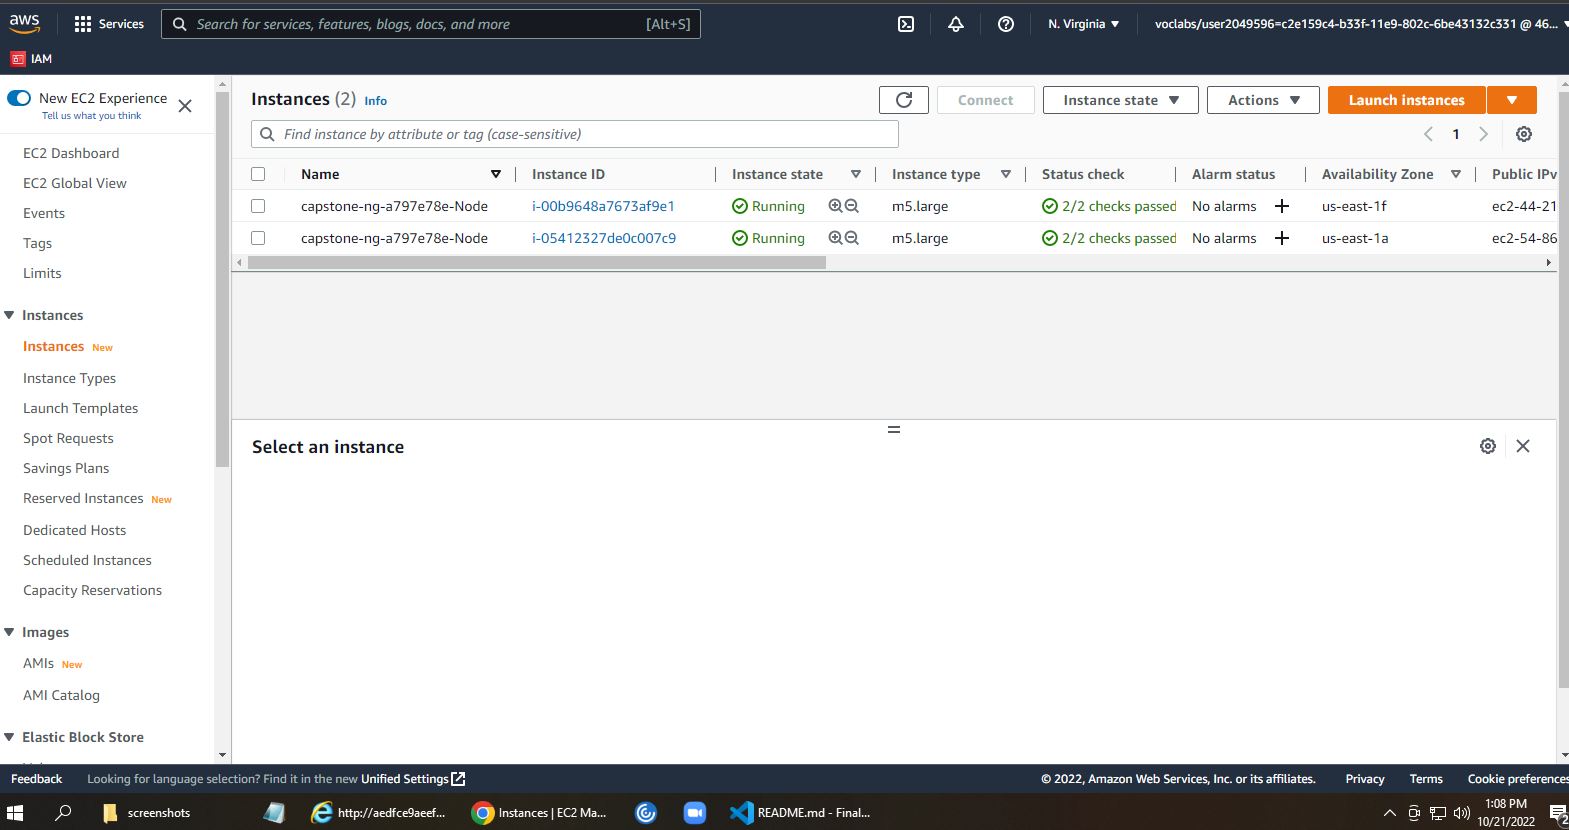 aws
Services
Search for services, features, blogs, docs, and more
[Alt+S]
N. Virginia
voclabs/user2049596=c2e159c4-b33f-11e9-802c-6be43132c331 @ 46...
IAM
New EC2 Experience
Tell us what you think
EC2 Dashboard
EC2 Global View
Events
Tags
Limits
Instances
Instances New
Instance Types
Launch Templates
Spot Requests
Savings Plans
Reserved Instances New
Dedicated Hosts
Scheduled Instances
Capacity Reservations
Images
AMIs New
AMI Catalog
Elastic Block Store
Instances (2) Info
Connect
Instance state
Actions
Launch instances
Find instance by attribute or tag (case-sensitive)
1
Name Instance ID Instance state Instance type Status check Alarm status Availability Zone Public IPv
capstone-ng-a797e78e-Node i-00b9648a7673af9e1 Running m5.large 2/2 checks passed No alarms + us-east-1f ec2-44-21
capstone-ng-a797e78e-Node i-05412327de0c007c9 Running m5.large 2/2 checks passed No alarms + us-east-1a ec2-54-86
Select an instance
Feedback
Looking for language selection? Find it in the new Unified Settings
© 2022, Amazon Web Services, Inc. or its affiliates.
Privacy
Terms
Cookie preferences
screenshots
http://aedfce9aeef...
Instances | EC2 Ma...
README.md - Final...
1:08 PM
10/21/2022
2